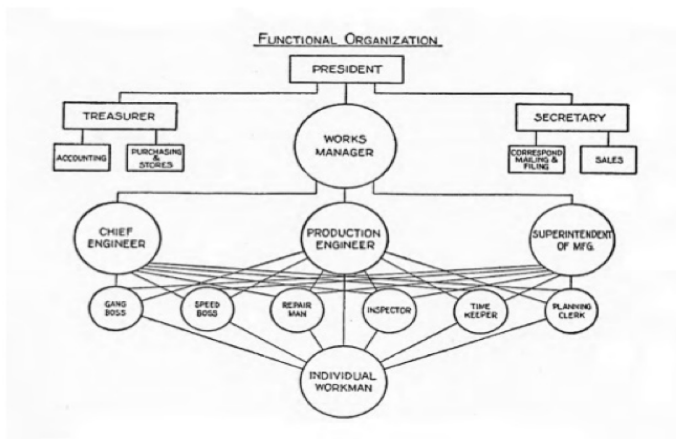 FUNCTIONAL ORGANIZATION
PRESIDENT
TREASURER
SECRETARY
WORKS
MANAGER
ACCOUNTING
PURCHASING
&
STORES
CORRESPOND
MAILING &
FILING
SALES
CHIEF
ENGINEER
PRODUCTION
ENGINEER
SUPERINTENDENT
OF MFG.
GANG
BOSS
SPEED
BOSS
REPAIR
MAN
INSPECTOR
TIME
KEEPER
PLANNING
CLERK
INDIVIDUAL
WORKMAN